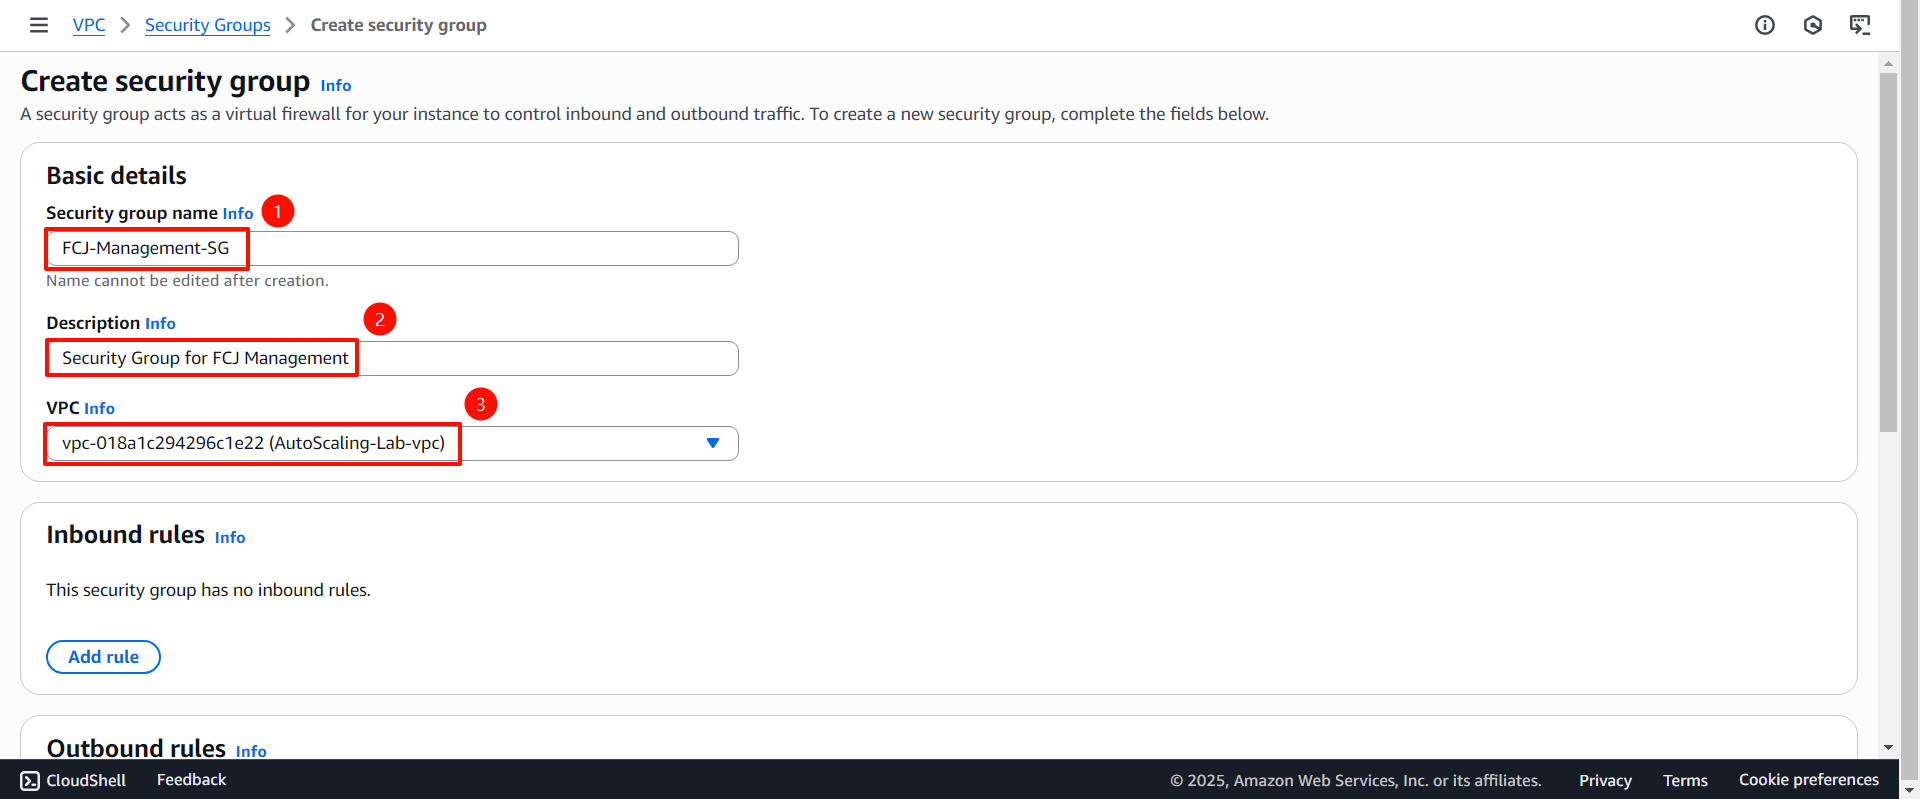 VPC > Security Groups > Create security group
Create security group Info
A security group acts as a virtual firewall for your instance to control inbound and outbound traffic. To create a new security group, complete the fields below.
Basic details
Security group name Info 1
FCJ-Management-SG
Name cannot be edited after creation.
Description Info 2
Security Group for FCJ Management
VPC Info 3
vpc-018a1c294296c1e22 (AutoScaling-Lab-vpc)
Inbound rules Info
This security group has no inbound rules.
Add rule
Outbound rules Info
CloudShell Feedback © 2025, Amazon Web Services, Inc. or its affiliates. Privacy Terms Cookie preferences